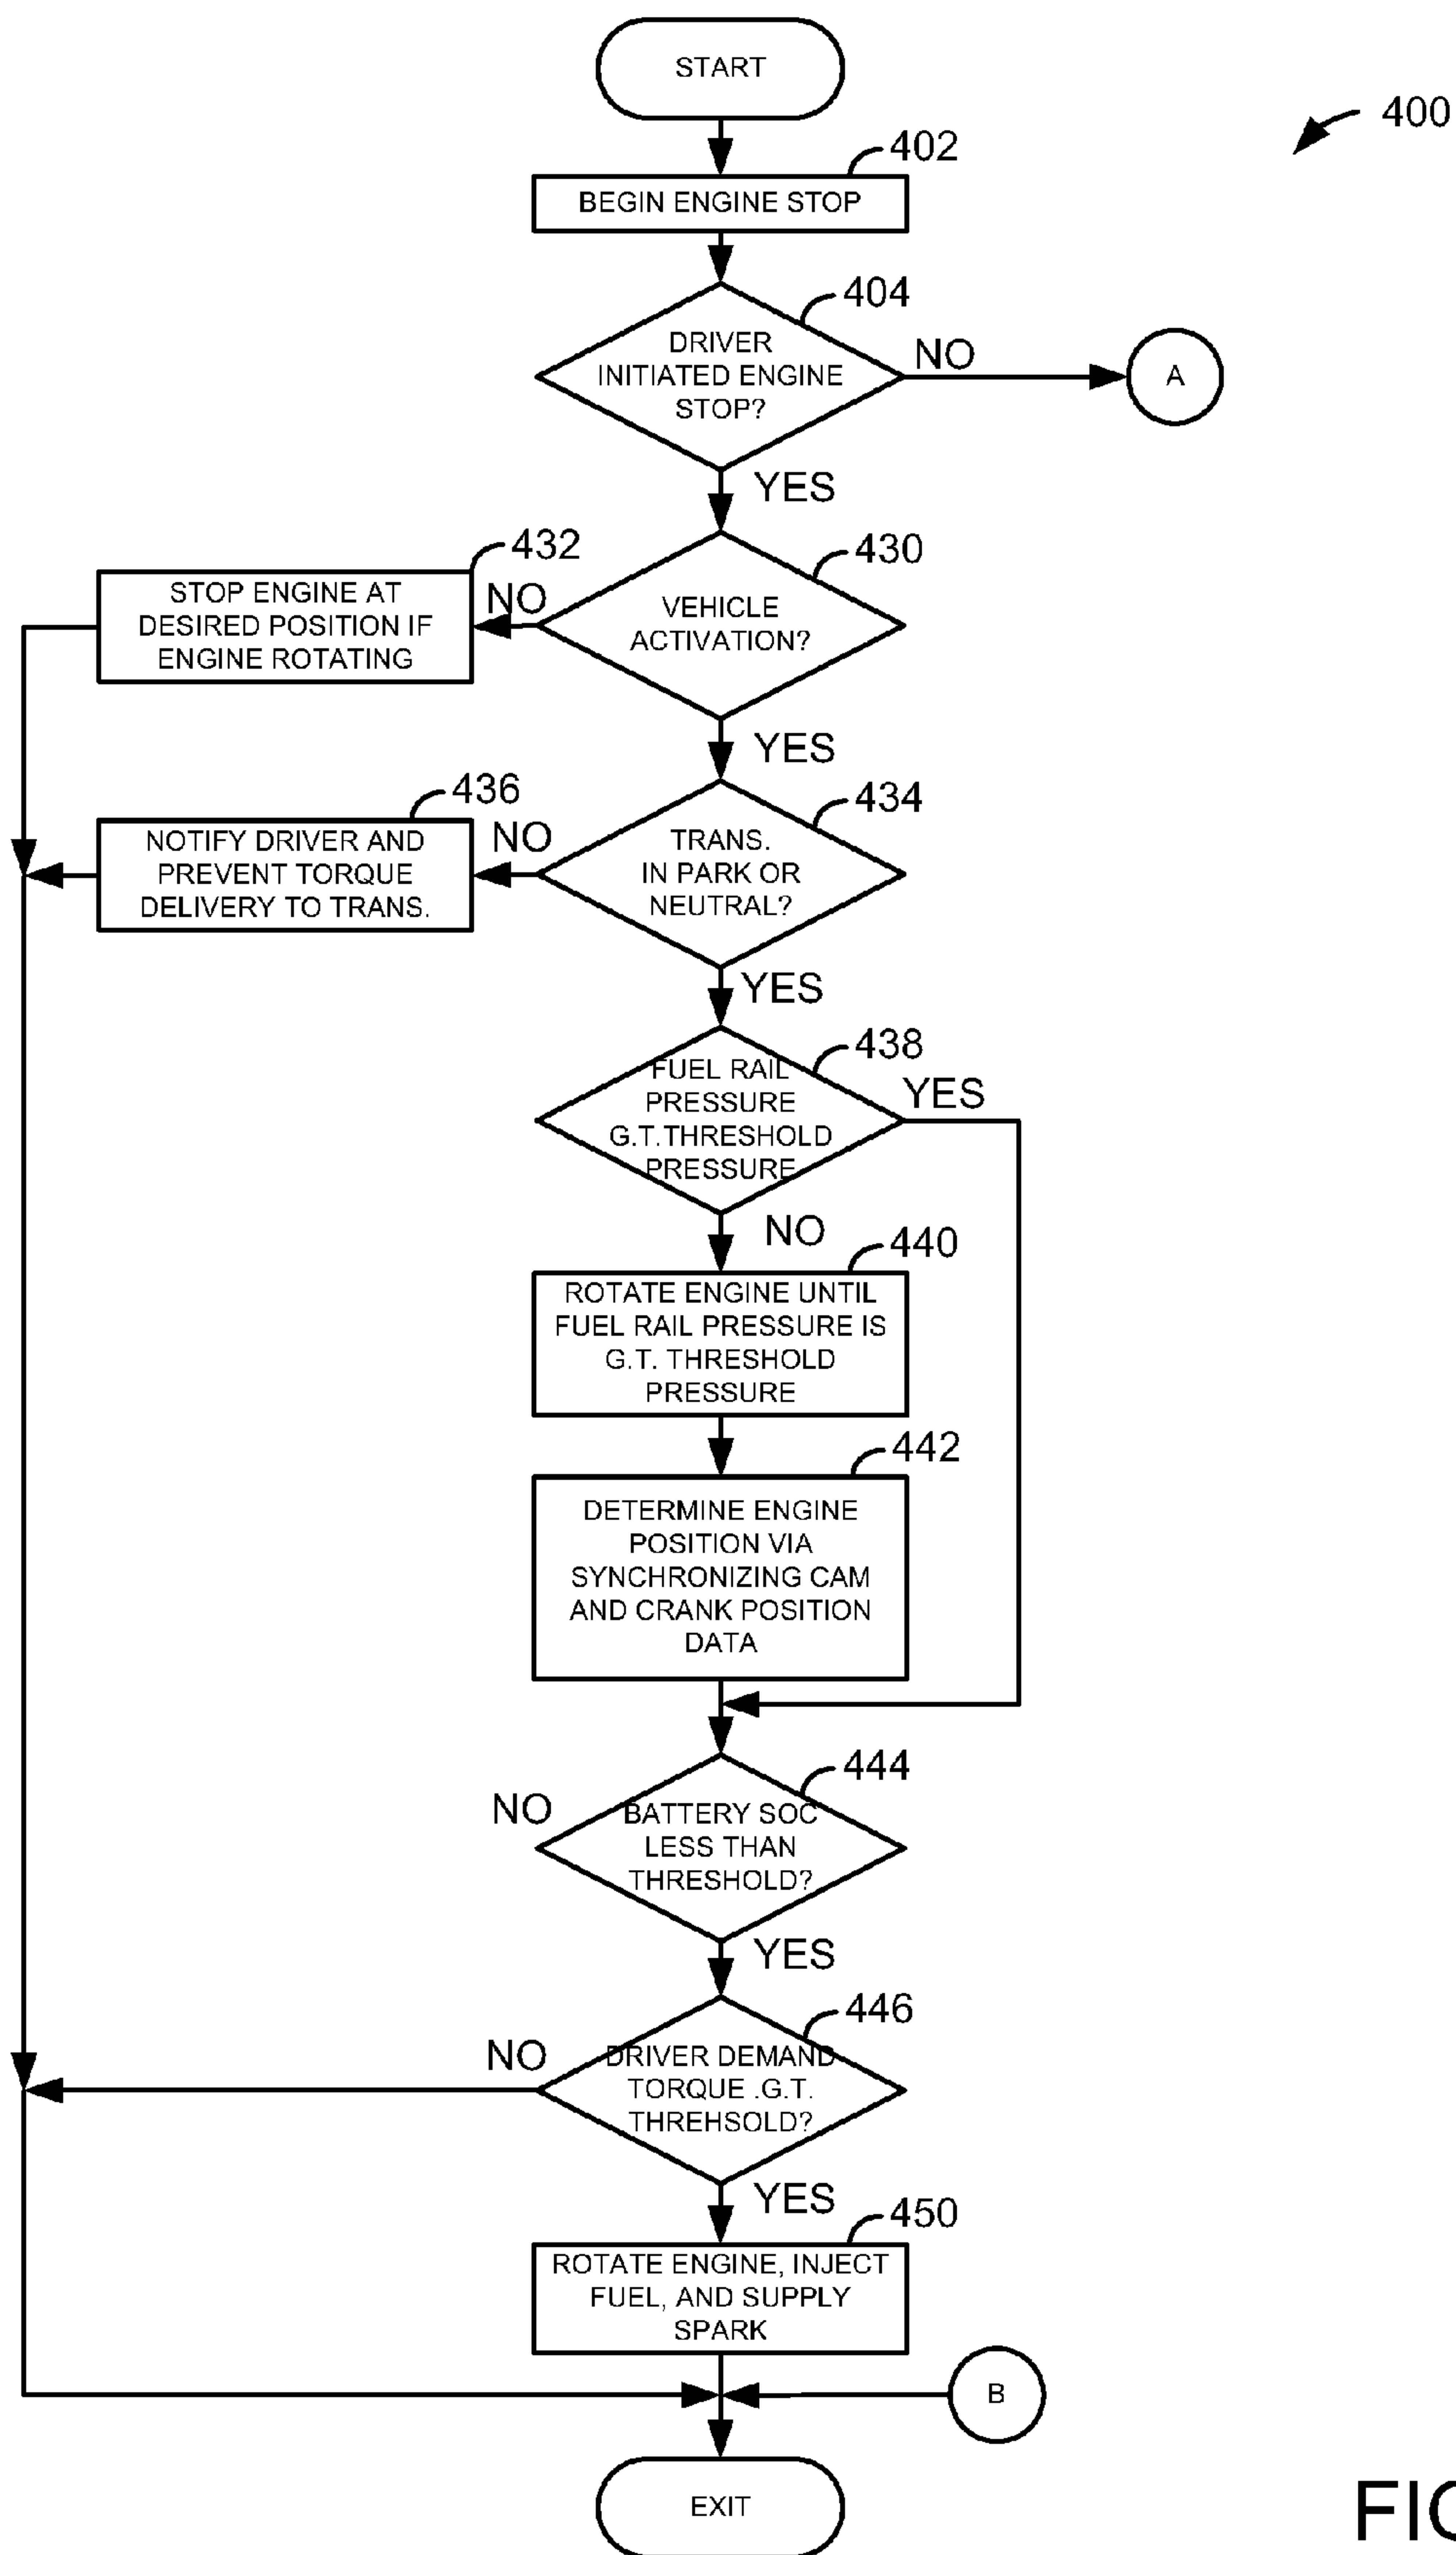 START
400
402
BEGIN ENGINE STOP
404
DRIVER
INITIATED ENGINE
STOP?
NO
A
YES
432
430
STOP ENGINE AT
DESIRED POSITION IF
ENGINE ROTATING
NO
VEHICLE
ACTIVATION?
YES
436
434
NOTIFY DRIVER AND
PREVENT TORQUE
DELIVERY TO TRANS.
NO
TRANS.
IN PARK OR
NEUTRAL?
YES
438
FUEL RAIL
PRESSURE
G.T.THRESHOLD
PRESSURE
YES
NO
440
ROTATE ENGINE UNTIL
FUEL RAIL PRESSURE IS
G.T. THRESHOLD
PRESSURE
442
DETERMINE ENGINE
POSITION VIA
SYNCHRONIZING CAM
AND CRANK POSITION
DATA
444
NO
BATTERY SOC
LESS THAN
THRESHOLD?
YES
446
NO
DRIVER DEMAND
TORQUE .G.T.
THREHSOLD?
YES
450
ROTATE ENGINE, INJECT
FUEL, AND SUPPLY
SPARK
B
EXIT